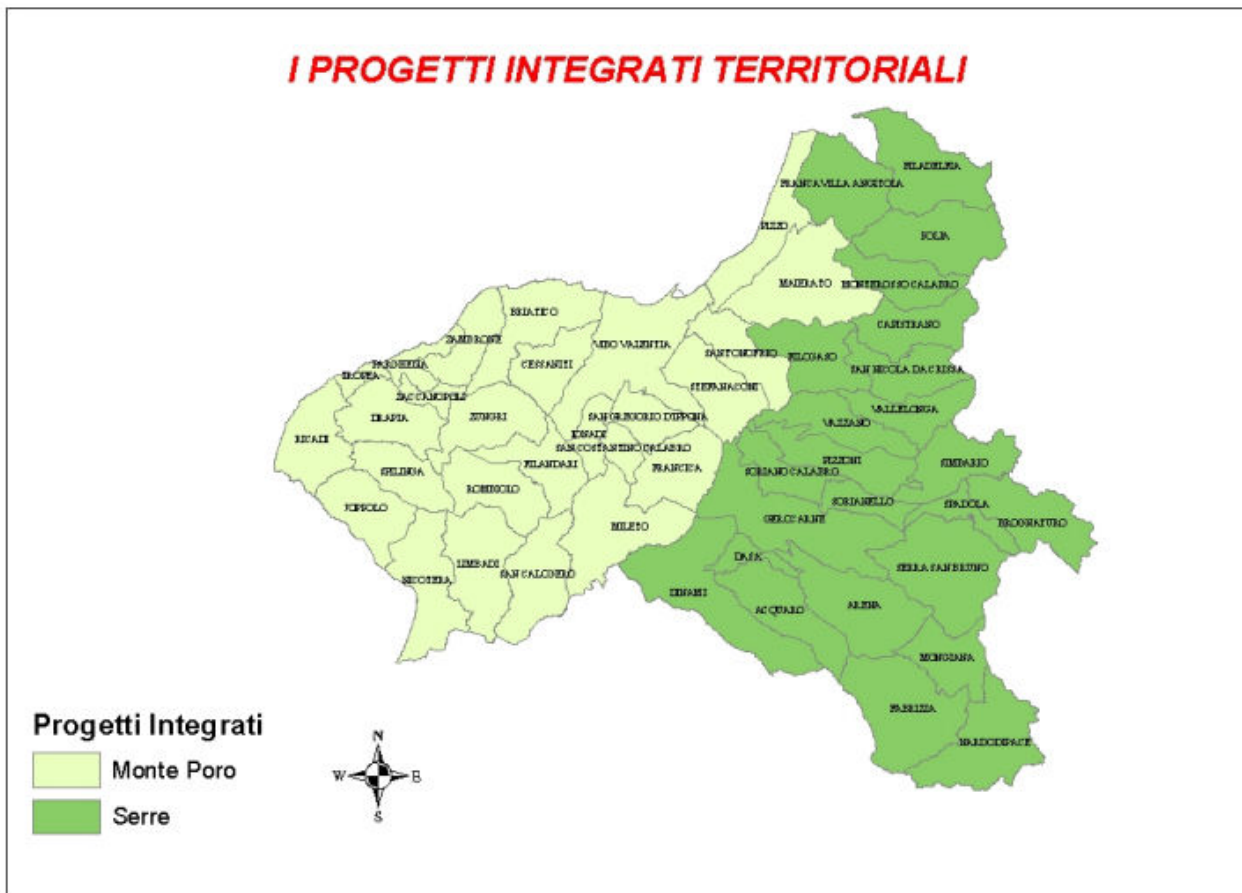 I PROGETTI INTEGRATI TERRITORIALI
FILADELFIA
FRANCAVILLA ANGITOLA
PIZZO
POLIA
MAIERATO
MONTEROSSO CALABRO
BRIATICO
CAPISTRANO
ZAMBRONE
VIBO VALENTIA
SANT'ONOFRIO
FILOGASO
PARGHELIA
CESSANITI
SAN NICOLA DA CRISSA
TROPEA
STEFANACONI
ZACCANOPOLI
VALLELONGA
DRAPIA
ZUNGRI
SAN GREGORIO D'IPPONA
VAZZANO
RICADI
IONADI
SAN COSTANTINO CALABRO
PIZZONI
SIMBARIO
SPILINGA
FILANDARI
FRANCICA
SORIANO CALABRO
ROMBIOLO
SORIANELLO
SPADOLA
JOPPOLO
GEROCARNE
BROGNATURO
MILETO
DASA
LIMBADI
SERRA SAN BRUNO
NICOTERA
SAN CALOGERO
DINAMI
ACQUARO
ARENA
MONGIANA
FABRIZIA
NARDODIPACE
Progetti Integrati
Monte Poro
Serre
N
W
E
S